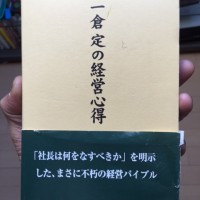 一倉定の経営心得
「社長は何をなすべきか」を明示
した、まさに不朽の経営バイブル